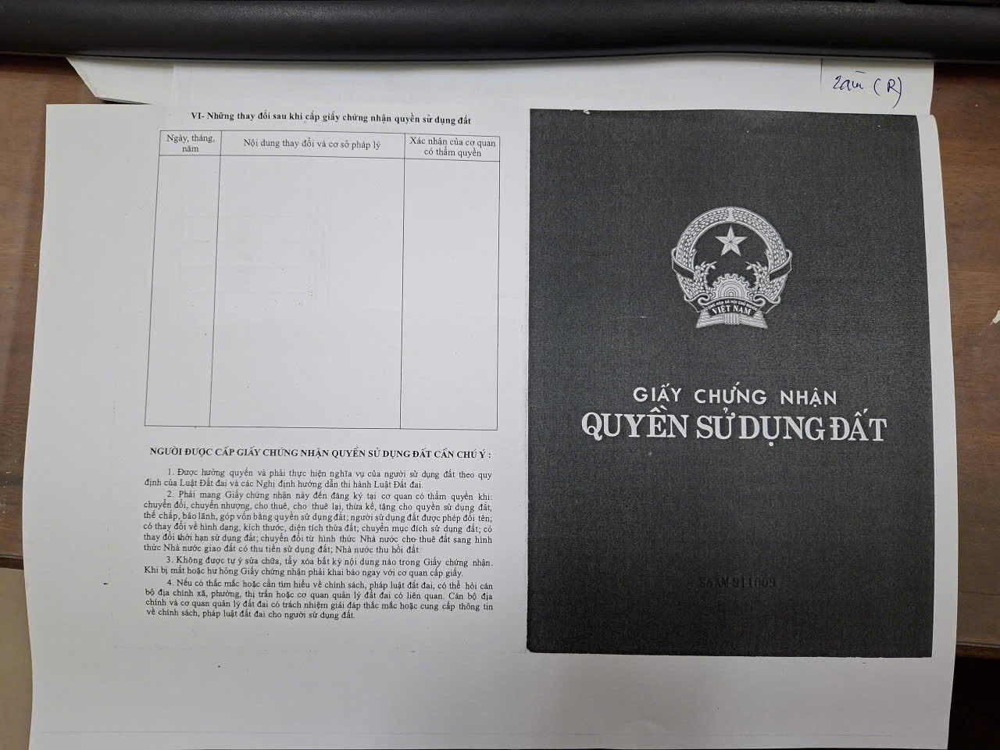 VI- Những thay đổi sau khi cấp giấy chứng nhận quyền sử dụng đất
Ngày, tháng, năm
Nội dung thay đổi và cơ sở pháp lý
Xác nhận của cơ quan có thẩm quyền
NGƯỜI ĐƯỢC CẤP GIẤY CHỨNG NHẬN QUYỀN SỬ DỤNG ĐẤT CẦN CHÚ Ý :
1. Được hưởng quyền và phải thực hiện nghĩa vụ của người sử dụng đất theo quy
định của Luật Đất đai và các Nghị định hướng dẫn thi hành Luật Đất đai.
2. Phải mang Giấy chứng nhận này đến đăng ký tại cơ quan có thẩm quyền khi:
chuyển đổi, chuyển nhượng, cho thuê, cho thuê lại, thừa kế, tặng cho quyền sử dụng đất,
thế chấp, bảo lãnh, góp vốn bằng quyền sử dụng đất; người sử dụng đất được phép đổi tên;
có thay đổi về hình dạng, kích thước, diện tích thửa đất; chuyển mục đích sử dụng đất; có
thay đổi thời hạn sử dụng đất; chuyển đổi từ hình thức Nhà nước cho thuê đất sang hình
thức Nhà nước giao đất có thu tiền sử dụng đất; Nhà nước thu hồi đất.
3. Không được tự ý sửa chữa, tẩy xóa bất kỳ nội dung nào trong Giấy chứng nhận.
Khi bị mất hoặc hư hỏng Giấy chứng nhận phải khai báo ngay với cơ quan cấp giấy.
4. Nếu có thắc mắc hoặc cần tìm hiểu về chính sách, pháp luật đất đai, có thể hỏi cán
bộ địa chính xã, phường, thị trấn hoặc cơ quan quản lý đất đai có liên quan. Cán bộ địa
chính và cơ quan quản lý đất đai có trách nhiệm giải đáp thắc mắc hoặc cung cấp thông tin
về chính sách, pháp luật đất đai cho người sử dụng đất.
(R)
CỘNG HÒA XÃ HỘI CHỦ NGHĨA
VIỆT NAM
GIẤY CHỨNG NHẬN
QUYỀN SỬ DỤNG ĐẤT
Số AM 911009